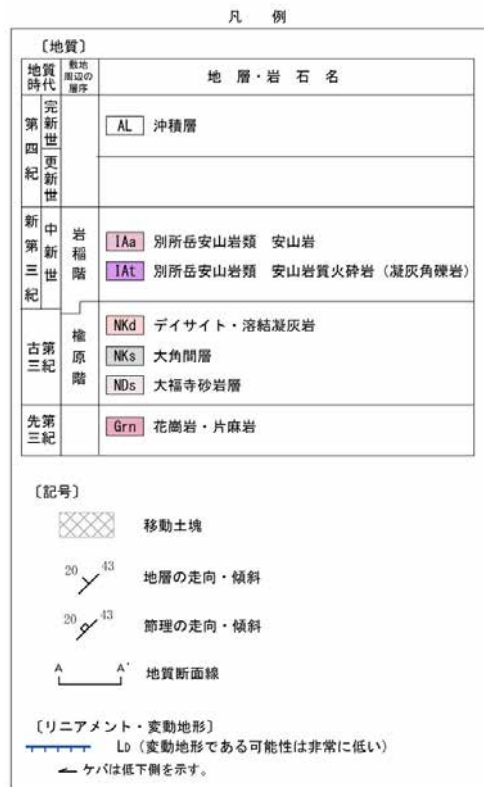 凡 例
〔地質〕
地質時代 敷地周辺の層序 地 層・岩 石 名
第四紀 完新世 AL 沖積層
更新世
新第三紀 中新世 岩稲階 IAa 別所岳安山岩類 安山岩
IAt 別所岳安山岩類 安山岩質火砕岩（凝灰角礫岩）
古第三紀 楡原階 NKd デイサイト・溶結凝灰岩
NKs 大角間層
NDs 大福寺砂岩層
先第三紀 Grn 花崗岩・片麻岩
〔記号〕
移動土塊
20 43 地層の走向・傾斜
20 43 節理の走向・傾斜
A A' 地質断面線
〔リニアメント・変動地形〕
LD（変動地形である可能性は非常に低い）
ケバは低下側を示す。